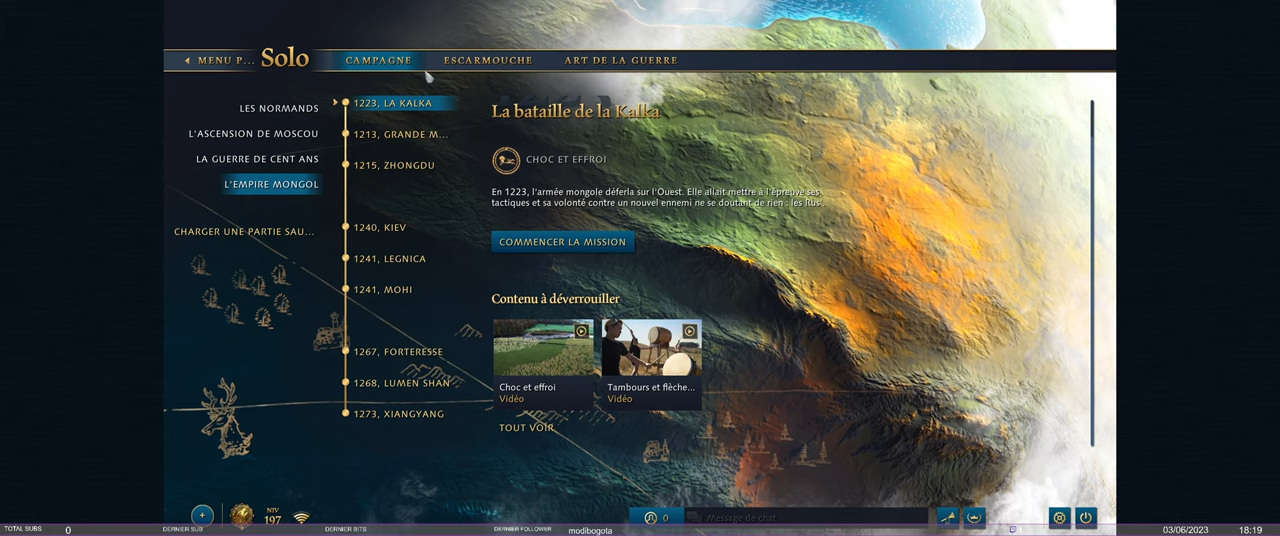 MENU P...
Solo
CAMPAGNE
ESCARMOUCHE
ART DE LA GUERRE
LES NORMANDS
L'ASCENSION DE MOSCOU
LA GUERRE DE CENT ANS
L'EMPIRE MONGOL
CHARGER UNE PARTIE SAU...
1223, LA KALKA
1213, GRANDE M...
1215, ZHONGDU
1240, KIEV
1241, LEGNICA
1241, MOHI
1267, FORTERESSE
1268, LUMEN SHAN
1273, XIANGYANG
La bataille de la Kalka
CHOC ET EFFROI
En 1223, l'armée mongole déferla sur l'Ouest. Elle allait mettre à l'épreuve ses
tactiques et sa volonté contre un nouvel ennemi ne se doutant de rien : les Rus'.
COMMENCER LA MISSION
Contenu à déverrouiller
Choc et effroi
Vidéo
Tambours et flèche...
Vidéo
TOUT VOIR
NIV
197
0
Message de chat
TOTAL SUBS
0
DERNIER SUB
DERNIER BITS
DERNIER FOLLOWER
modibogota
03/06/2023
18:19